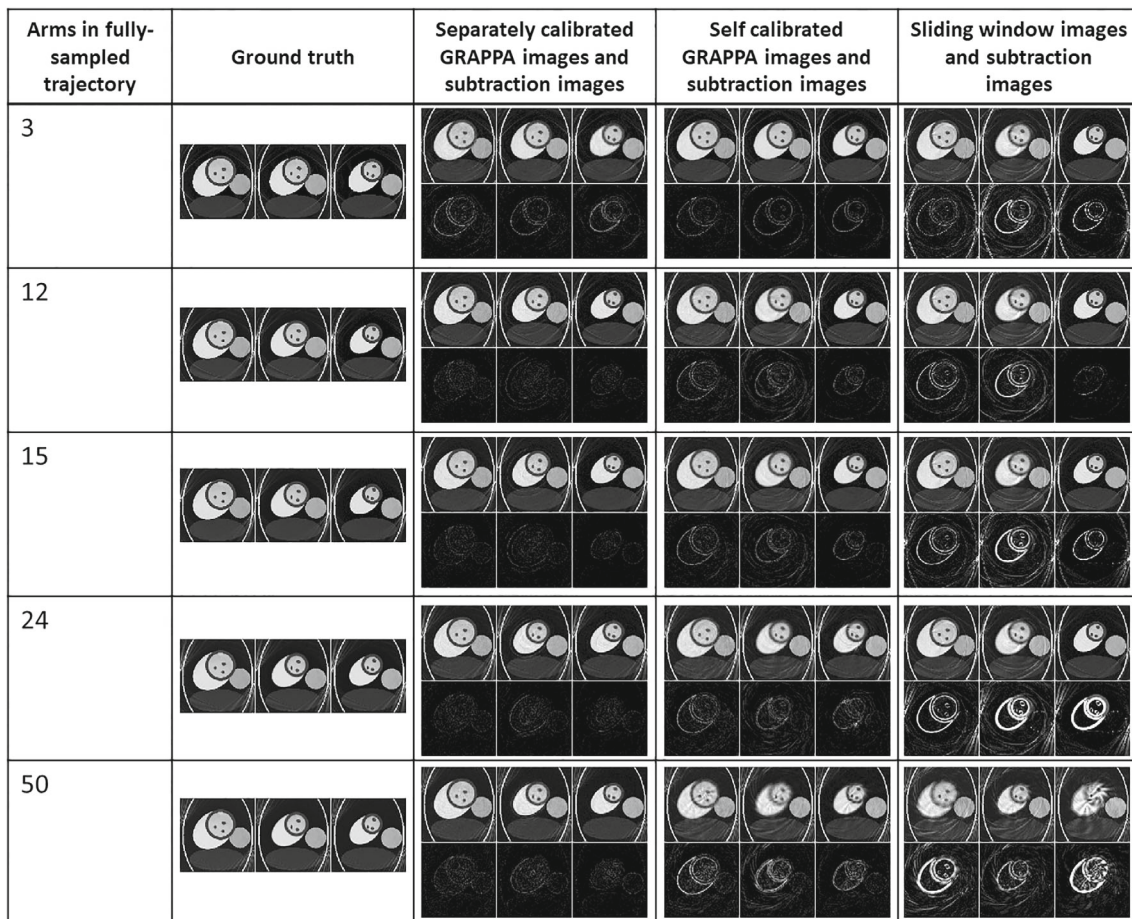 Arms in fully-
sampled
trajectory
Ground truth
Separately calibrated
GRAPPA images and
subtraction images
Self calibrated
GRAPPA images and
subtraction images
Sliding window images
and subtraction
images
3
12
15
24
50